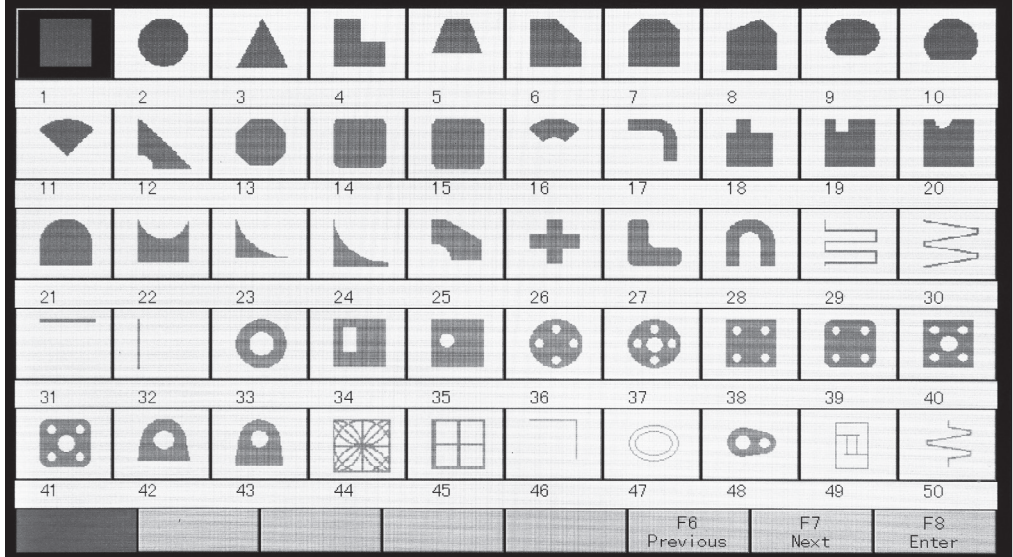 1 2 3 4 5 6 7 8 9 10
11 12 13 14 15 16 17 18 19 20
21 22 23 24 25 26 27 28 29 30
31 32 33 34 35 36 37 38 39 40
41 42 43 44 45 46 47 48 49 50
F6 F7 F8
Previous Next Enter